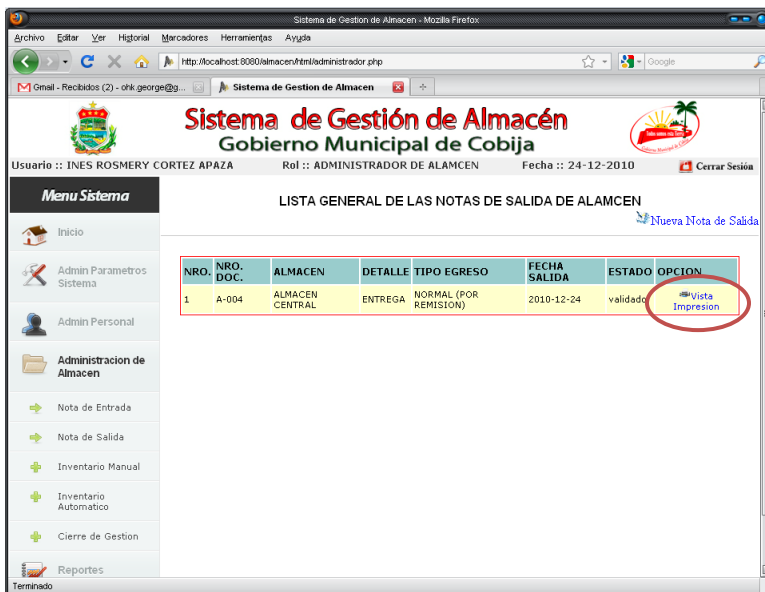 Sistema de Gestion de Almacen - Mozilla Firefox
Archivo Editar Ver Historial Marcadores Herramientas Ayuda
http://localhost:8080/almacen/html/administrador.php
Google
Gmail - Recibidos (2) - ohk.george@g...
Sistema de Gestion de Almacen
Sistema de Gestión de Almacén
Gobierno Municipal de Cobija
Usuario :: INES ROSMERY CORTEZ APAZA Rol :: ADMINISTRADOR DE ALAMCEN Fecha :: 24-12-2010 Cerrar Sesión
Menu Sistema
LISTA GENERAL DE LAS NOTAS DE SALIDA DE ALAMCEN
Nueva Nota de Salida
Inicio
Admin Parametros
Sistema
Admin Personal
Administracion de
Almacen
Nota de Entrada
Nota de Salida
Inventario Manual
Inventario
Automatico
Cierre de Gestion
Reportes
NRO. NRO. DOC. ALMACEN DETALLE TIPO EGRESO FECHA SALIDA ESTADO OPCION
1 A-004 ALMACEN CENTRAL ENTREGA NORMAL (POR REMISION) 2010-12-24 validado Vista Impresion
Terminado